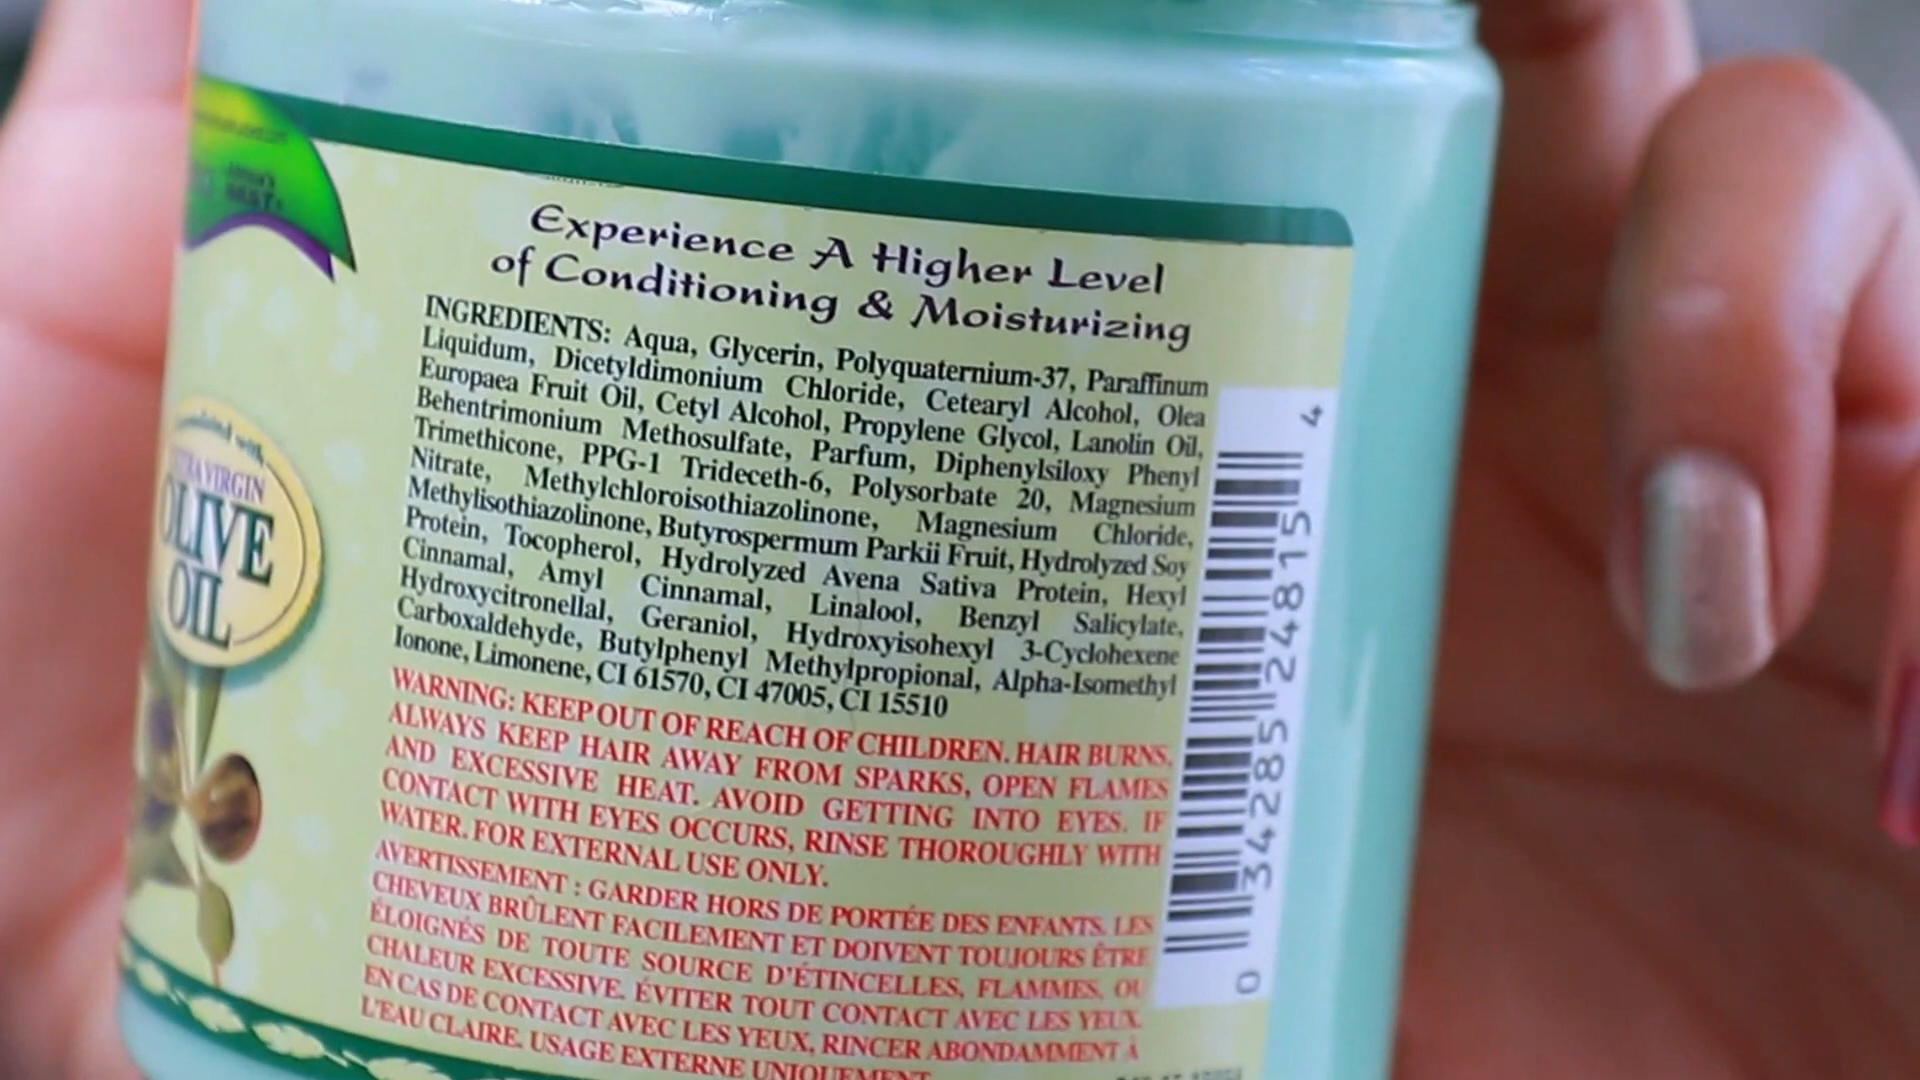 Experience A Higher Level
of Conditioning & Moisturizing
INGREDIENTS: Aqua, Glycerin, Polyquaternium-37, Paraffinum
Liquidum, Dicetyldimonium Chloride, Cetearyl Alcohol, Olea
Europaea Fruit Oil, Cetyl Alcohol, Propylene Glycol, Lanolin Oil,
Behentrimonium Methosulfate, Parfum, Diphenylsiloxy Phenyl
Trimethicone, PPG-1 Trideceth-6, Polysorbate 20, Magnesium
Nitrate, Methylchloroisothiazolinone, Magnesium Chloride,
Methylisothiazolinone, Butyrospermum Parkii Fruit, Hydrolyzed Soy
Protein, Tocopherol, Hydrolyzed Avena Sativa Protein, Hexyl
Cinnamal, Amyl Cinnamal, Linalool, Benzyl Salicylate,
Hydroxycitronellal, Geraniol, Hydroxyisohexyl 3-Cyclohexene
Carboxaldehyde, Butylphenyl Methylpropional, Alpha-Isomethyl
Ionone, Limonene, CI 61570, CI 47005, CI 15510
WARNING: KEEP OUT OF REACH OF CHILDREN. HAIR BURNS.
ALWAYS KEEP HAIR AWAY FROM SPARKS, OPEN FLAMES
AND EXCESSIVE HEAT. AVOID GETTING INTO EYES. IF
CONTACT WITH EYES OCCURS, RINSE THOROUGHLY WITH
WATER. FOR EXTERNAL USE ONLY.
AVERTISSEMENT : GARDER HORS DE PORTÉE DES ENFANTS. LES
CHEVEUX BRÛLENT FACILEMENT ET DOIVENT TOUJOURS ÊTRE
ÉLOIGNÉS DE TOUTE SOURCE D'ÉTINCELLES, FLAMMES, OU
CHALEUR EXCESSIVE. ÉVITER TOUT CONTACT AVEC LES YEUX.
EN CAS DE CONTACT AVEC LES YEUX, RINCER ABONDAMMENT À
L'EAU CLAIRE. USAGE EXTERNE UNIQUEMENT
VIRGIN
OLIVE
OIL
0 34285 24815 4